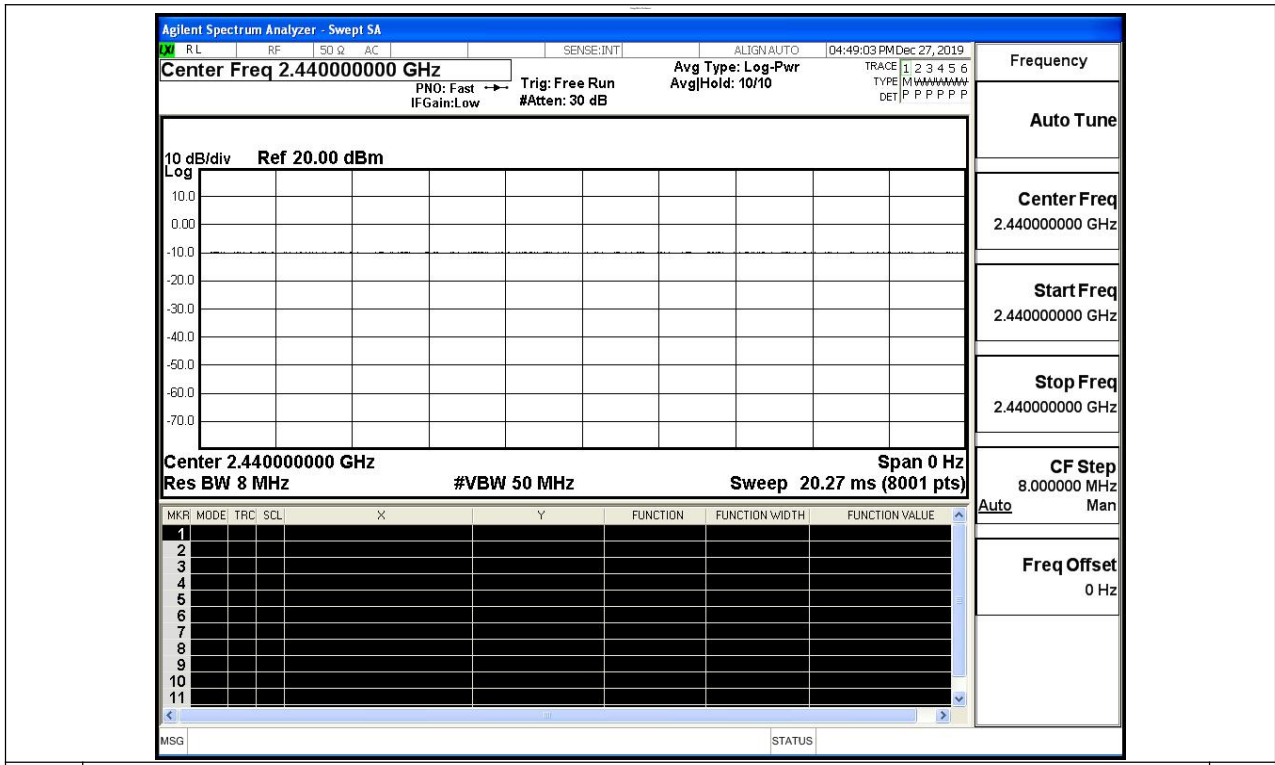 Agilent Spectrum Analyzer - Swept SA
LXI RL RF 50 Ω AC SENSE:INT ALIGN AUTO 04:49:03 PM Dec 27, 2019
Center Freq 2.440000000 GHz
PNO: Fast
IFGain:Low
Trig: Free Run
#Atten: 30 dB
Avg Type: Log-Pwr
Avg|Hold: 10/10
TRACE 1 2 3 4 5 6
TYPE M W W W W W
DET P P P P P P
10 dB/div Ref 20.00 dBm
Log
10.0
0.00
-10.0
-20.0
-30.0
-40.0
-50.0
-60.0
-70.0
Center 2.440000000 GHz Span 0 Hz
Res BW 8 MHz #VBW 50 MHz Sweep 20.27 ms (8001 pts)
MKR MODE TRC SCL X Y FUNCTION FUNCTION WIDTH FUNCTION VALUE
1
2
3
4
5
6
7
8
9
10
11
MSG STATUS
Frequency
Auto Tune
Center Freq
2.440000000 GHz
Start Freq
2.440000000 GHz
Stop Freq
2.440000000 GHz
CF Step
8.000000 MHz
Auto Man
Freq Offset
0 Hz